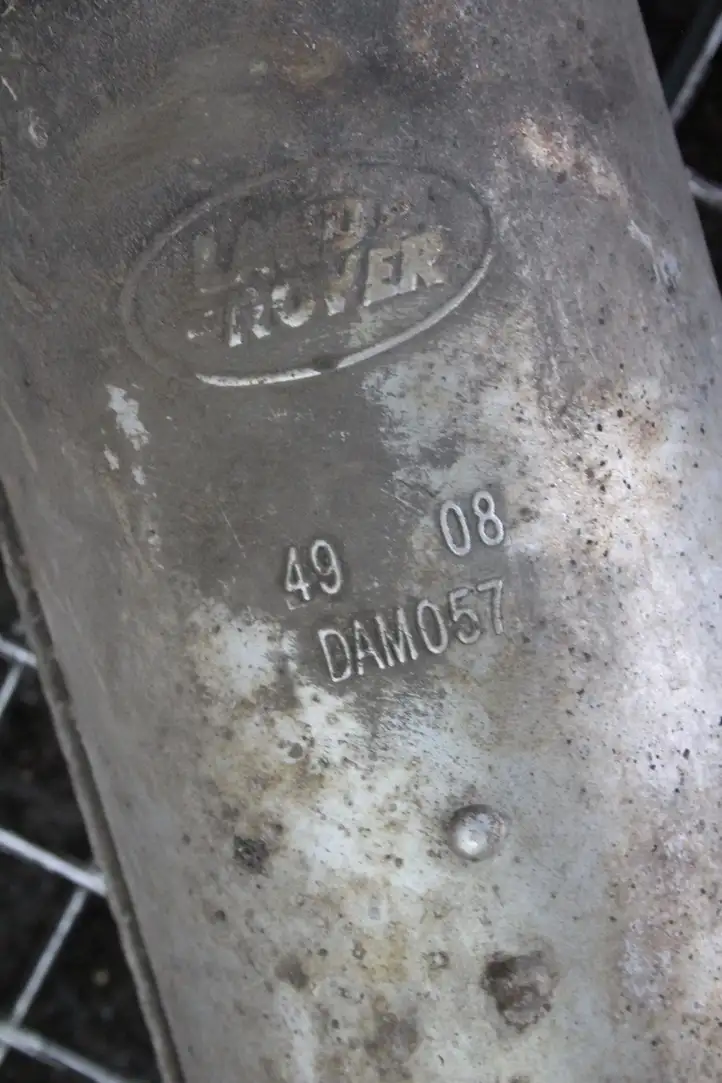 LAND
ROVER
49 08
DAM057